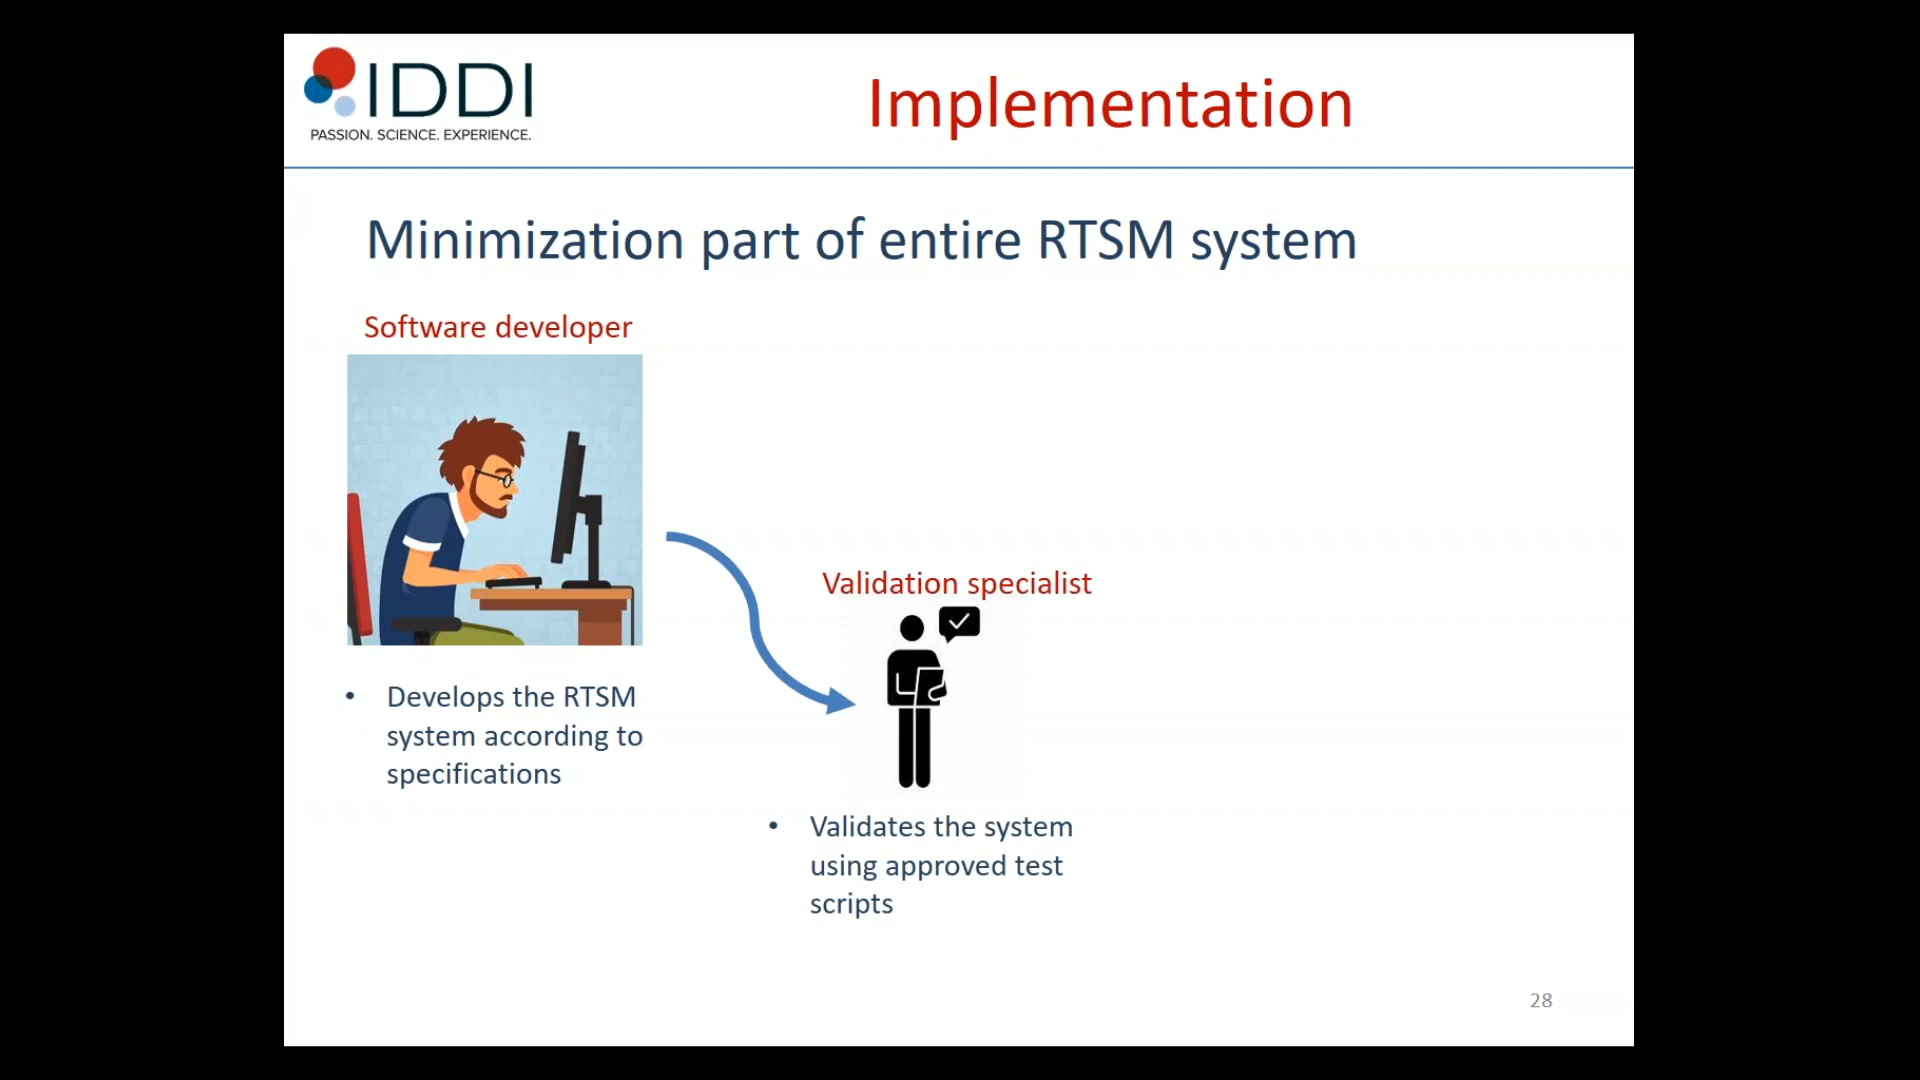 IDDI
PASSION. SCIENCE. EXPERIENCE.
Implementation
Minimization part of entire RTSM system
Software developer
• Develops the RTSM
system according to
specifications
Validation specialist
• Validates the system
using approved test
scripts
28